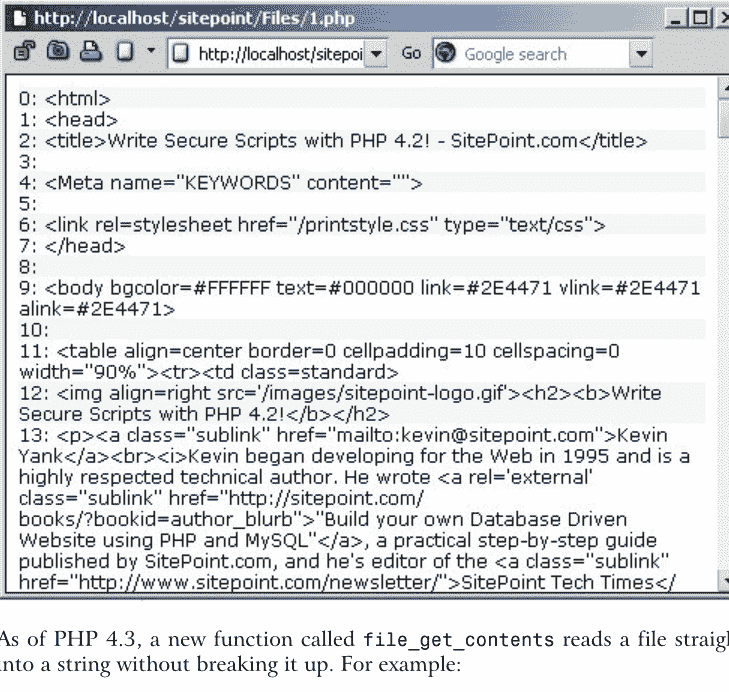 http://localhost/sitepoint/Files/1.php
http://localhost/sitepoi Go Google search
0: <html>
1: <head>
2: <title>Write Secure Scripts with PHP 4.2! - SitePoint.com</title>
3:
4: <Meta name="KEYWORDS" content="">
5:
6: <link rel=stylesheet href="/printstyle.css" type="text/css">
7: </head>
8:
9: <body bgcolor=#FFFFFF text=#000000 link=#2E4471 vlink=#2E4471
alink=#2E4471>
10:
11: <table align=center border=0 cellpadding=10 cellspacing=0
width="90%"><tr><td class=standard>
12: <img align=right src='/images/sitepoint-logo.gif'><h2><b>Write
Secure Scripts with PHP 4.2!</b></h2>
13: <p><a class="sublink" href="mailto:kevin@sitepoint.com">Kevin
Yank</a><br><i>Kevin began developing for the Web in 1995 and is a
highly respected technical author. He wrote <a rel='external'
class="sublink" href="http://sitepoint.com/
books/?bookid=author_blurb">"Build your own Database Driven
Website using PHP and MySQL"</a>, a practical step-by-step guide
published by SitePoint.com, and he's editor of the <a class="sublink"
href="http://www.sitepoint.com/newsletter/">SitePoint Tech Times</
As of PHP 4.3, a new function called file_get_contents reads a file straigh
into a string without breaking it up. For example: